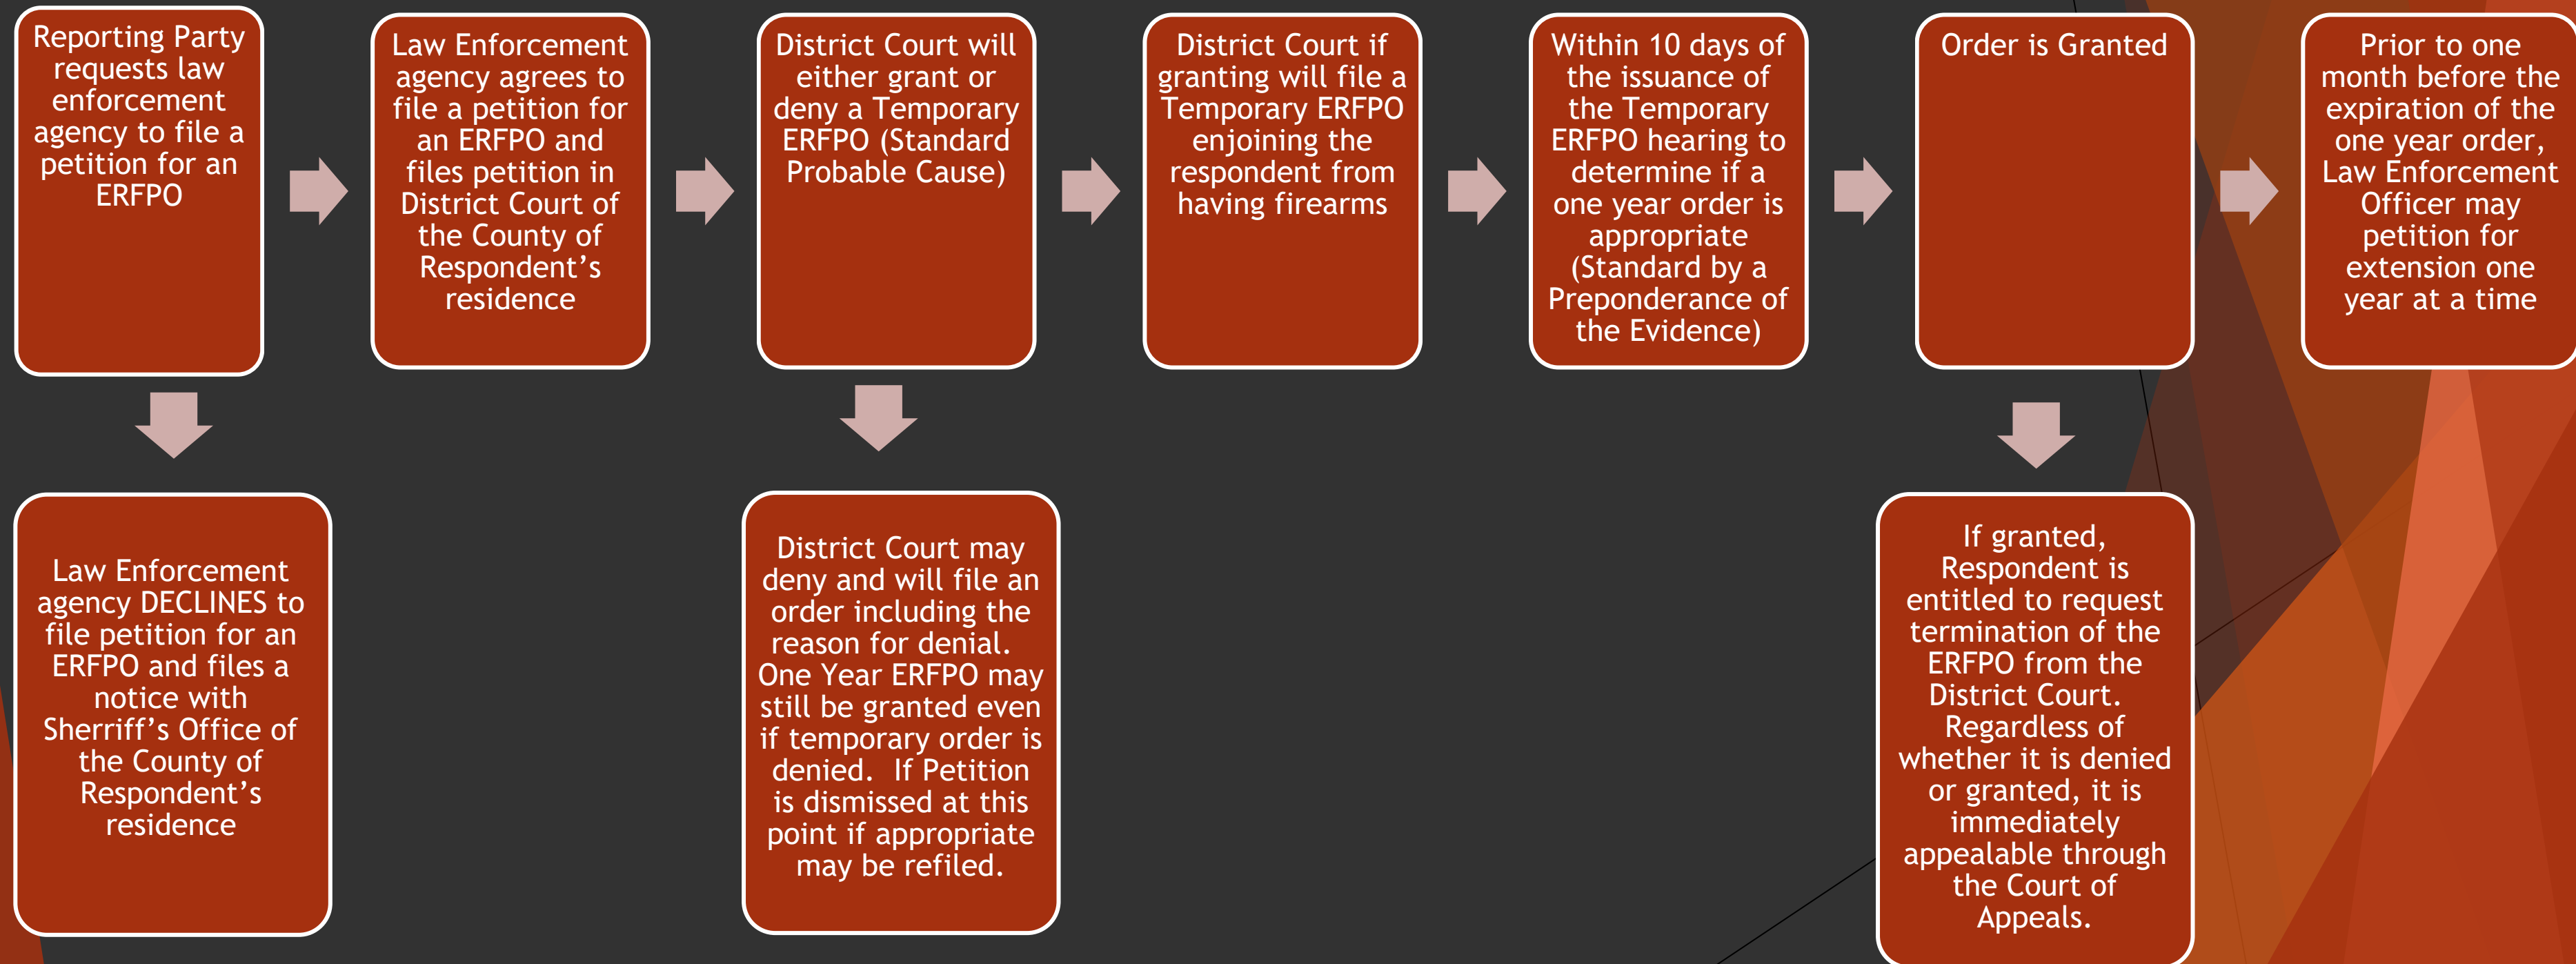 Reporting Party
requests law
enforcement
agency to file a
petition for an
ERFPO
Law Enforcement
agency agrees to
file a petition for
an ERFPO and
files petition in
District Court of
the County of
Respondent’s
residence
District Court will
either grant or
deny a Temporary
ERFPO (Standard
Probable Cause)
District Court if
granting will file a
Temporary ERFPO
enjoining the
respondent from
having firearms
Within 10 days of
the issuance of
the Temporary
ERFPO hearing to
determine if a
one year order is
appropriate
(Standard by a
Preponderance of
the Evidence)
Order is Granted
Prior to one
month before the
expiration of the
one year order,
Law Enforcement
Officer may
petition for
extension one
year at a time
Law Enforcement
agency DECLINES to
file petition for an
ERFPO and files a
notice with
Sherriff’s Office of
the County of
Respondent’s
residence
District Court may
deny and will file an
order including the
reason for denial.
One Year ERFPO may
still be granted even
if temporary order is
denied. If Petition
is dismissed at this
point if appropriate
may be refiled.
If granted,
Respondent is
entitled to request
termination of the
ERFPO from the
District Court.
Regardless of
whether it is denied
or granted, it is
immediately
appealable through
the Court of
Appeals.